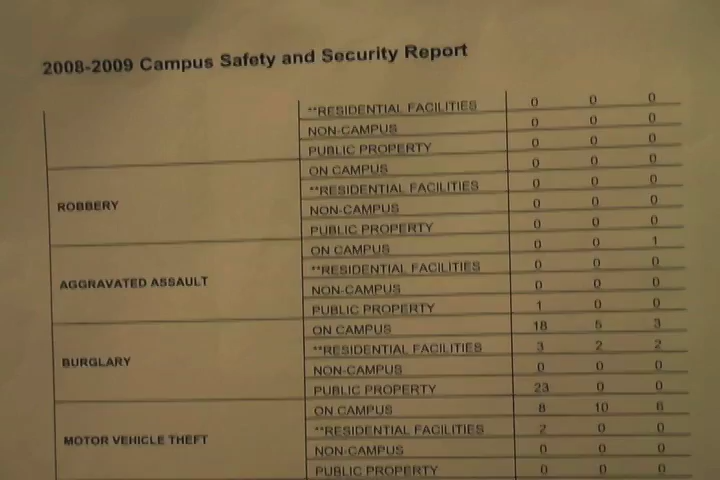 2008-2009 Campus Safety and Security Report
**RESIDENTIAL FACILITIES 0 0 0
NON-CAMPUS 0 0 0
PUBLIC PROPERTY 0 0 0
ROBBERY
ON CAMPUS 0 0 0
**RESIDENTIAL FACILITIES 0 0 0
NON-CAMPUS 0 0 0
PUBLIC PROPERTY 0 0 0
AGGRAVATED ASSAULT
ON CAMPUS 0 0 1
**RESIDENTIAL FACILITIES 0 0 0
NON-CAMPUS 0 0 0
PUBLIC PROPERTY 1 0 0
BURGLARY
ON CAMPUS 18 5 3
**RESIDENTIAL FACILITIES 3 2 2
NON-CAMPUS 0 0 0
PUBLIC PROPERTY 23 0 0
MOTOR VEHICLE THEFT
ON CAMPUS 8 10 6
**RESIDENTIAL FACILITIES 2 0 0
NON-CAMPUS 0 0 0
PUBLIC PROPERTY 0 0 0